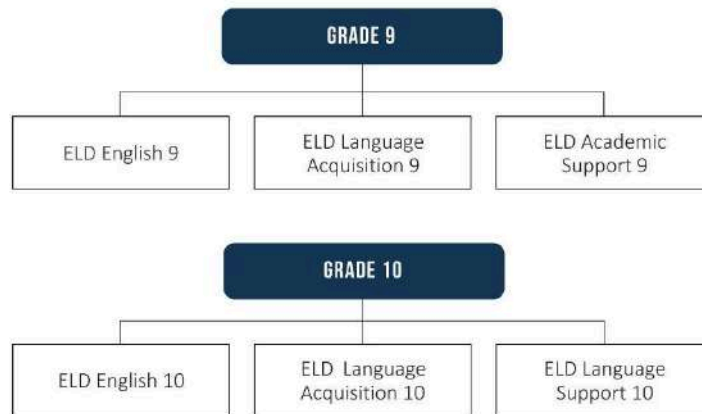 GRADE 9
ELD English 9
ELD Language
Acquisition 9
ELD Academic
Support 9
GRADE 10
ELD English 10
ELD Language
Acquisition 10
ELD Language
Support 10